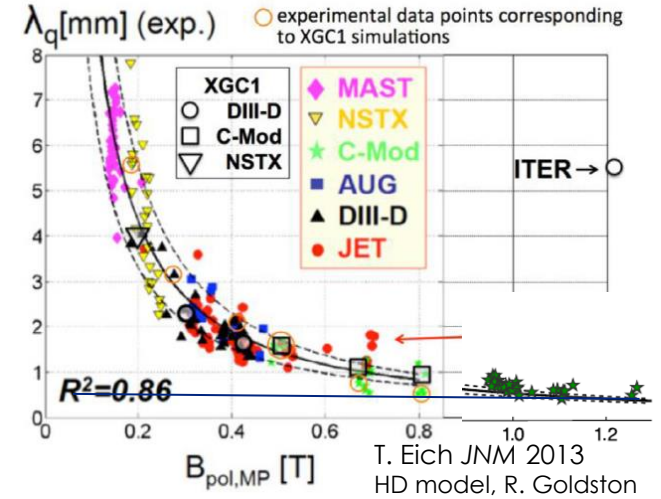 λq[mm] (exp.)
experimental data points corresponding
to XGC1 simulations
8
7
6
5
4
3
2
1
0
XGC1
DIII-D
C-Mod
NSTX
MAST
NSTX
C-Mod
AUG
DIII-D
JET
ITER→
R²=0.86
0
0.2
0.4
0.6
0.8
1.0
1.2
Bpol,MP [T]
T. Eich JNM 2013
HD model, R. Goldston